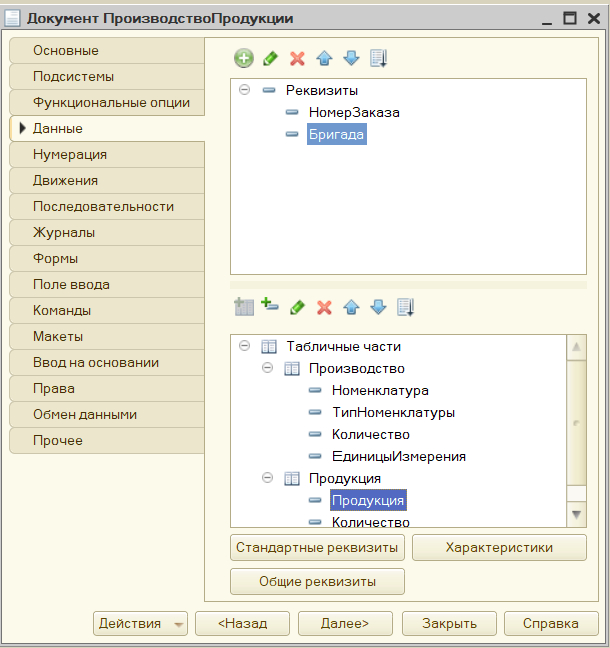 Документ ПроизводствоПродукции
Основные
Подсистемы
Функциональные опции
Данные
Нумерация
Движения
Последовательности
Журналы
Формы
Поле ввода
Команды
Макеты
Ввод на основании
Права
Обмен данными
Прочее
Реквизиты
НомерЗаказа
Бригада
Табличные части
Производство
Номенклатура
ТипНоменклатуры
Количество
ЕдиницыИзмерения
Продукция
Продукция
Количество
Стандартные реквизиты
Характеристики
Общие реквизиты
Действия
<Назад
Далее>
Закрыть
Справка